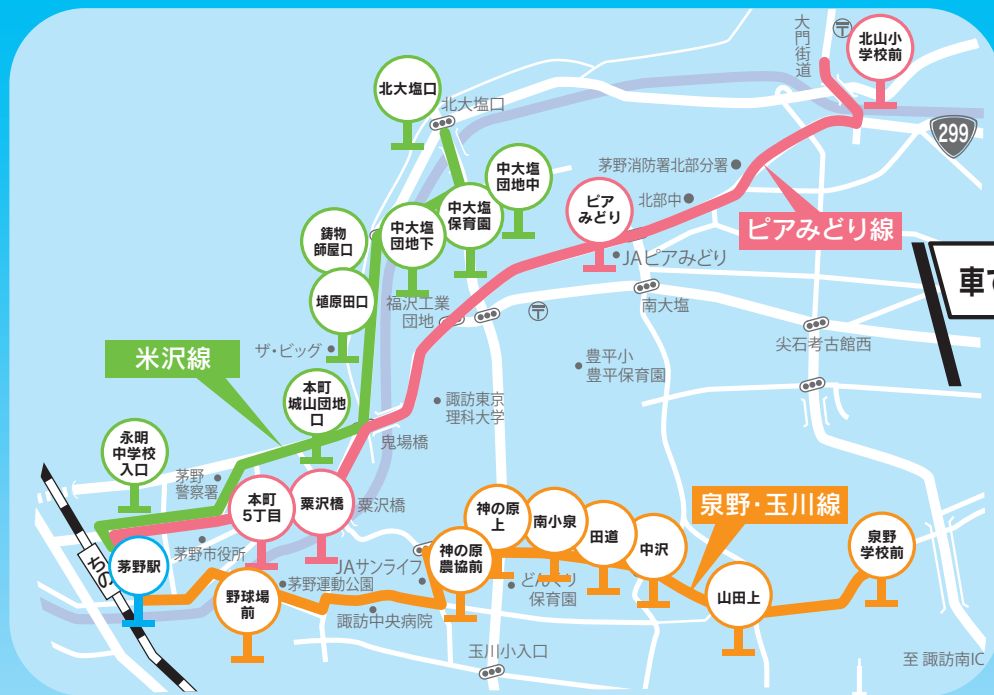 大門街道
〒
北山小
学校前
北大塩口
北大塩口
299
中大塩
団地中
茅野消防署北部分署
中大塩
保育園
ピア
みどり
北部中
鋳物
師屋口
中大塩
団地下
ピアみどり線
JAピアみどり
車で
埴原田口
福沢工業
団地
南大塩
〒
ザ・ビッグ
尖石考古館西
米沢線
豊平小
豊平保育園
本町
城山団地
口
諏訪東京
理科大学
永明
中学校
入口
鬼場橋
茅野
警察署
本町
5丁目
粟沢橋
粟沢橋
神の原
上
南小泉
田道
中沢
泉野・玉川線
泉野
学校前
ちの
茅野駅
茅野市役所
JAサンライフ
神の原
農協前
どんぐり
保育園
野球場
前
茅野運動公園
諏訪中央病院
山田上
玉川小入口
至 諏訪南IC